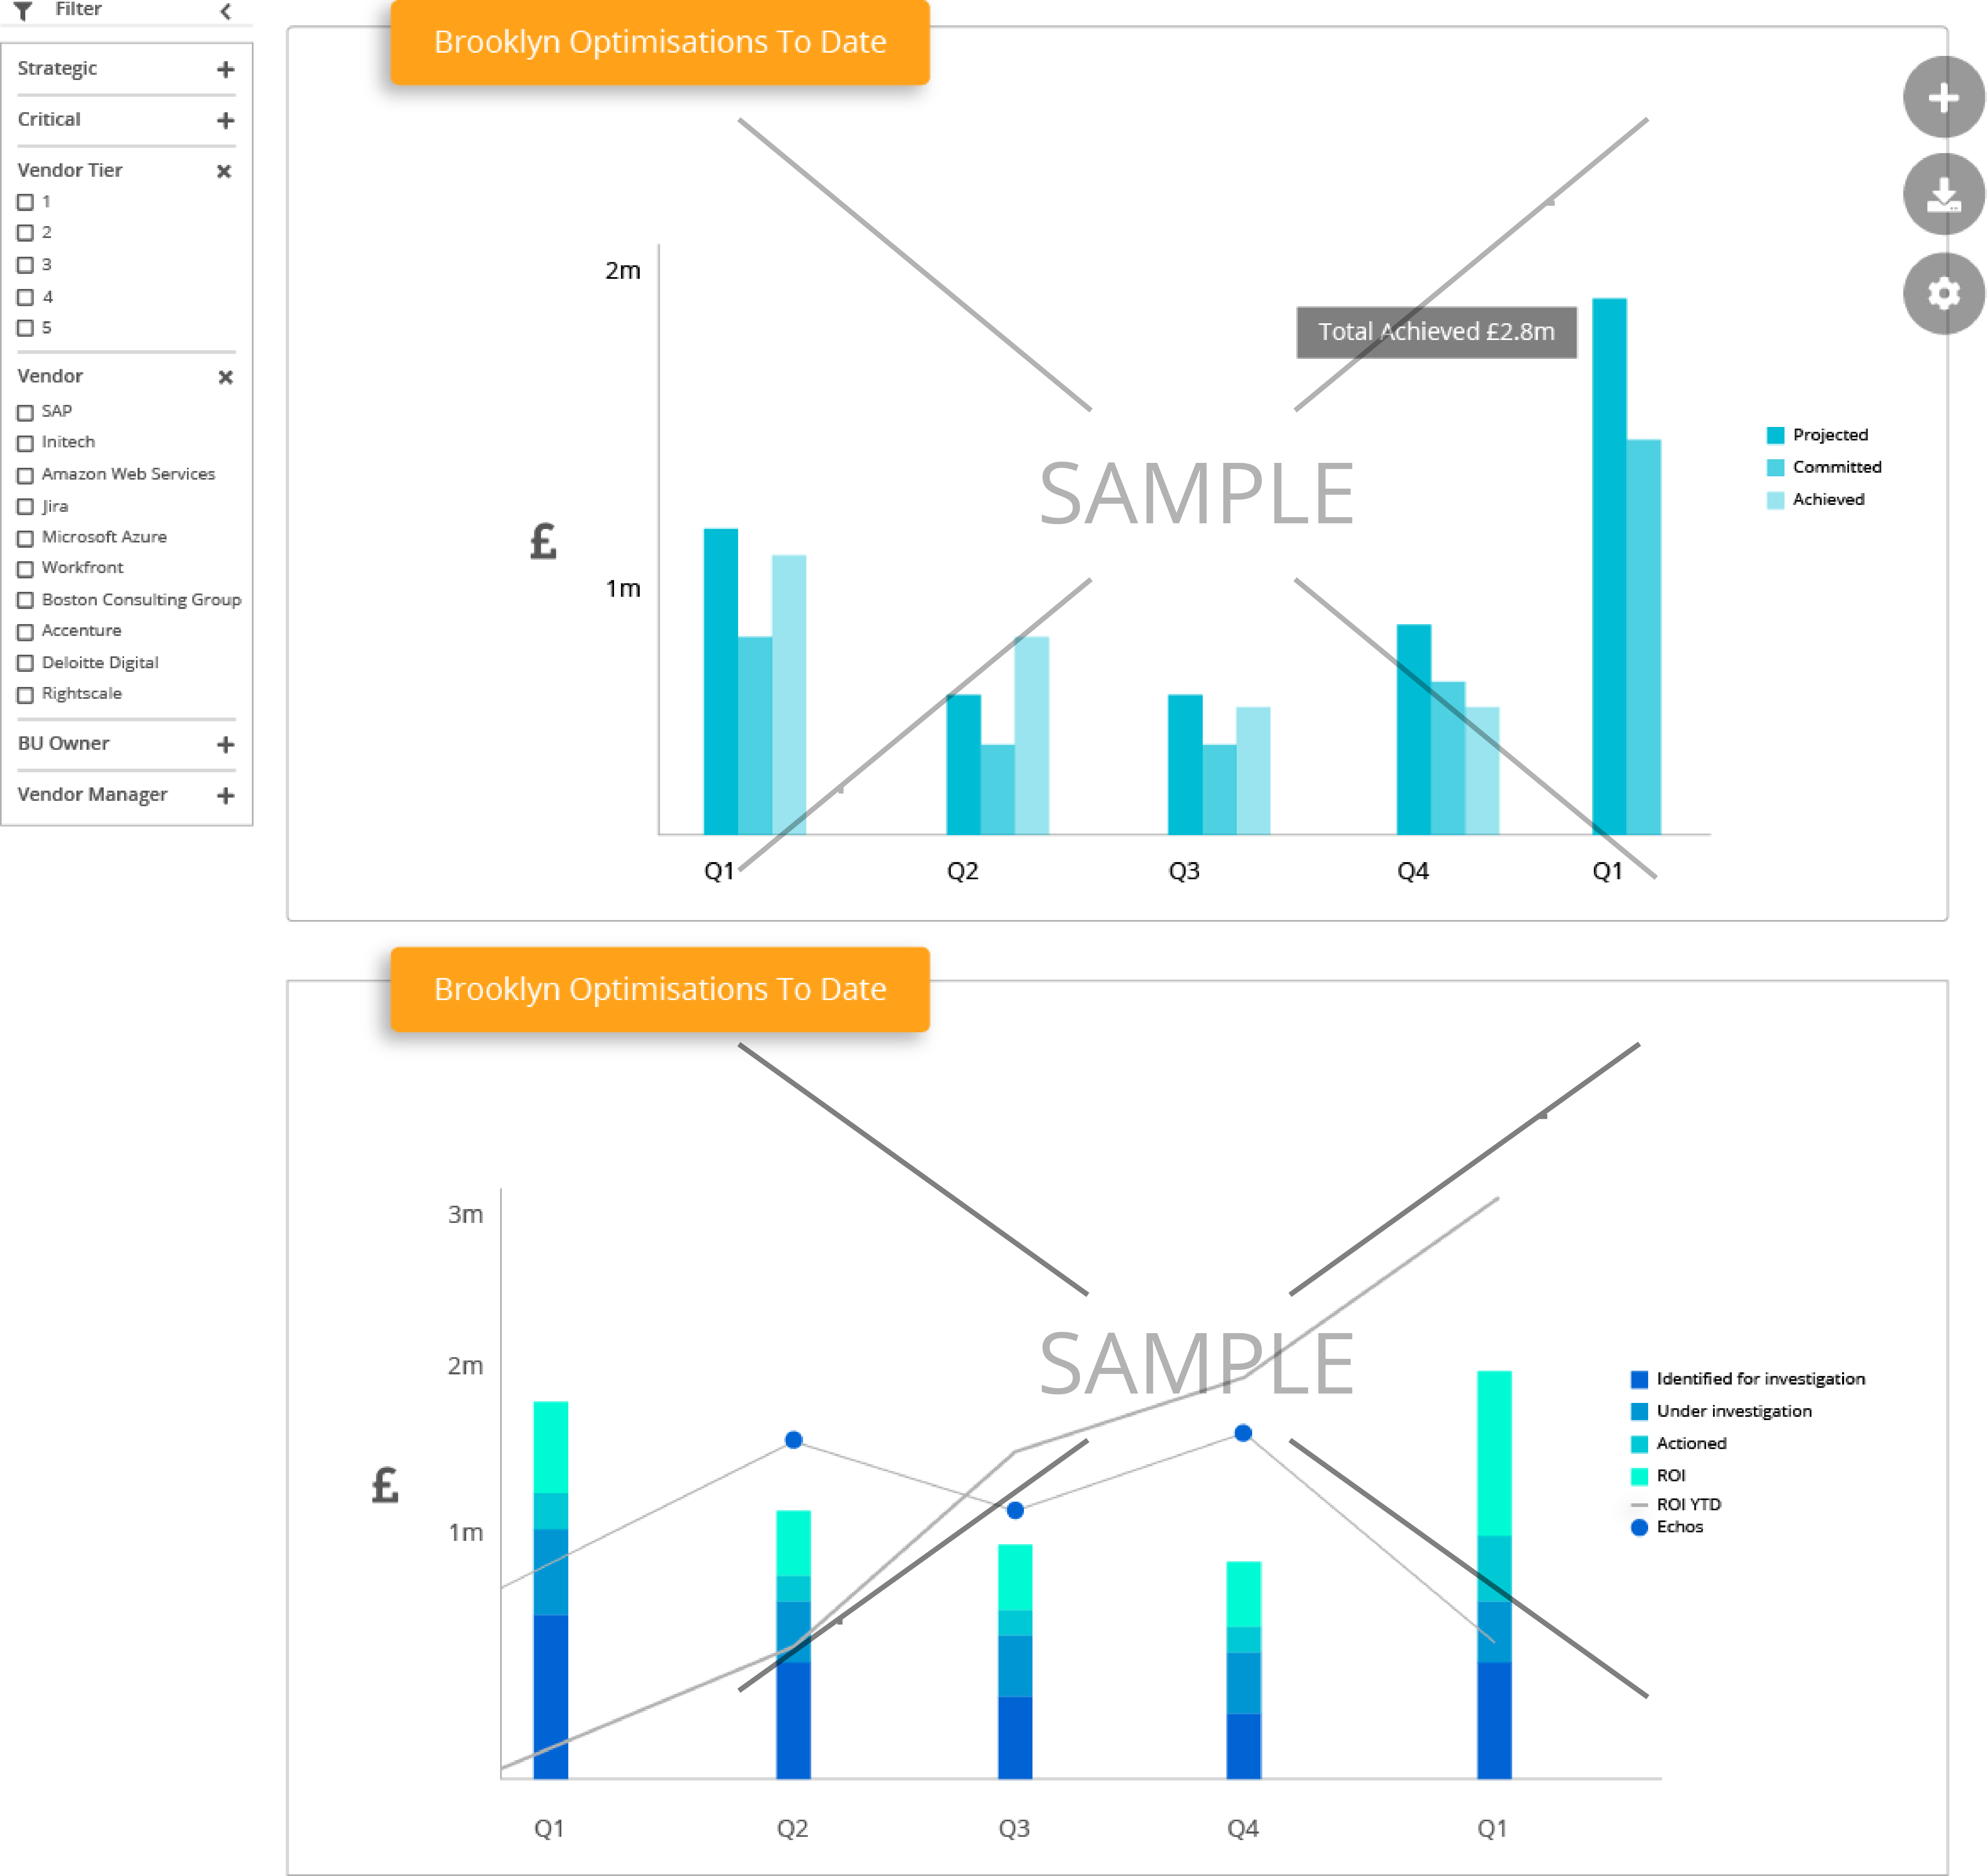 Filter
Strategic
Critical
Vendor Tier
1
2
3
4
5
Vendor
SAP
Initech
Amazon Web Services
Jira
Microsoft Azure
Workfront
Boston Consulting Group
Accenture
Deloitte Digital
Rightscale
BU Owner
Vendor Manager
Brooklyn Optimisations To Date
2m
Total Achieved £2.8m
Projected
Committed
Achieved
SAMPLE
£
1m
Q1 Q2 Q3 Q4 Q1
Brooklyn Optimisations To Date
3m
2m
SAMPLE
Identified for investigation
Under investigation
Actioned
ROI
ROI YTD
Echos
£
1m
Q1 Q2 Q3 Q4 Q1